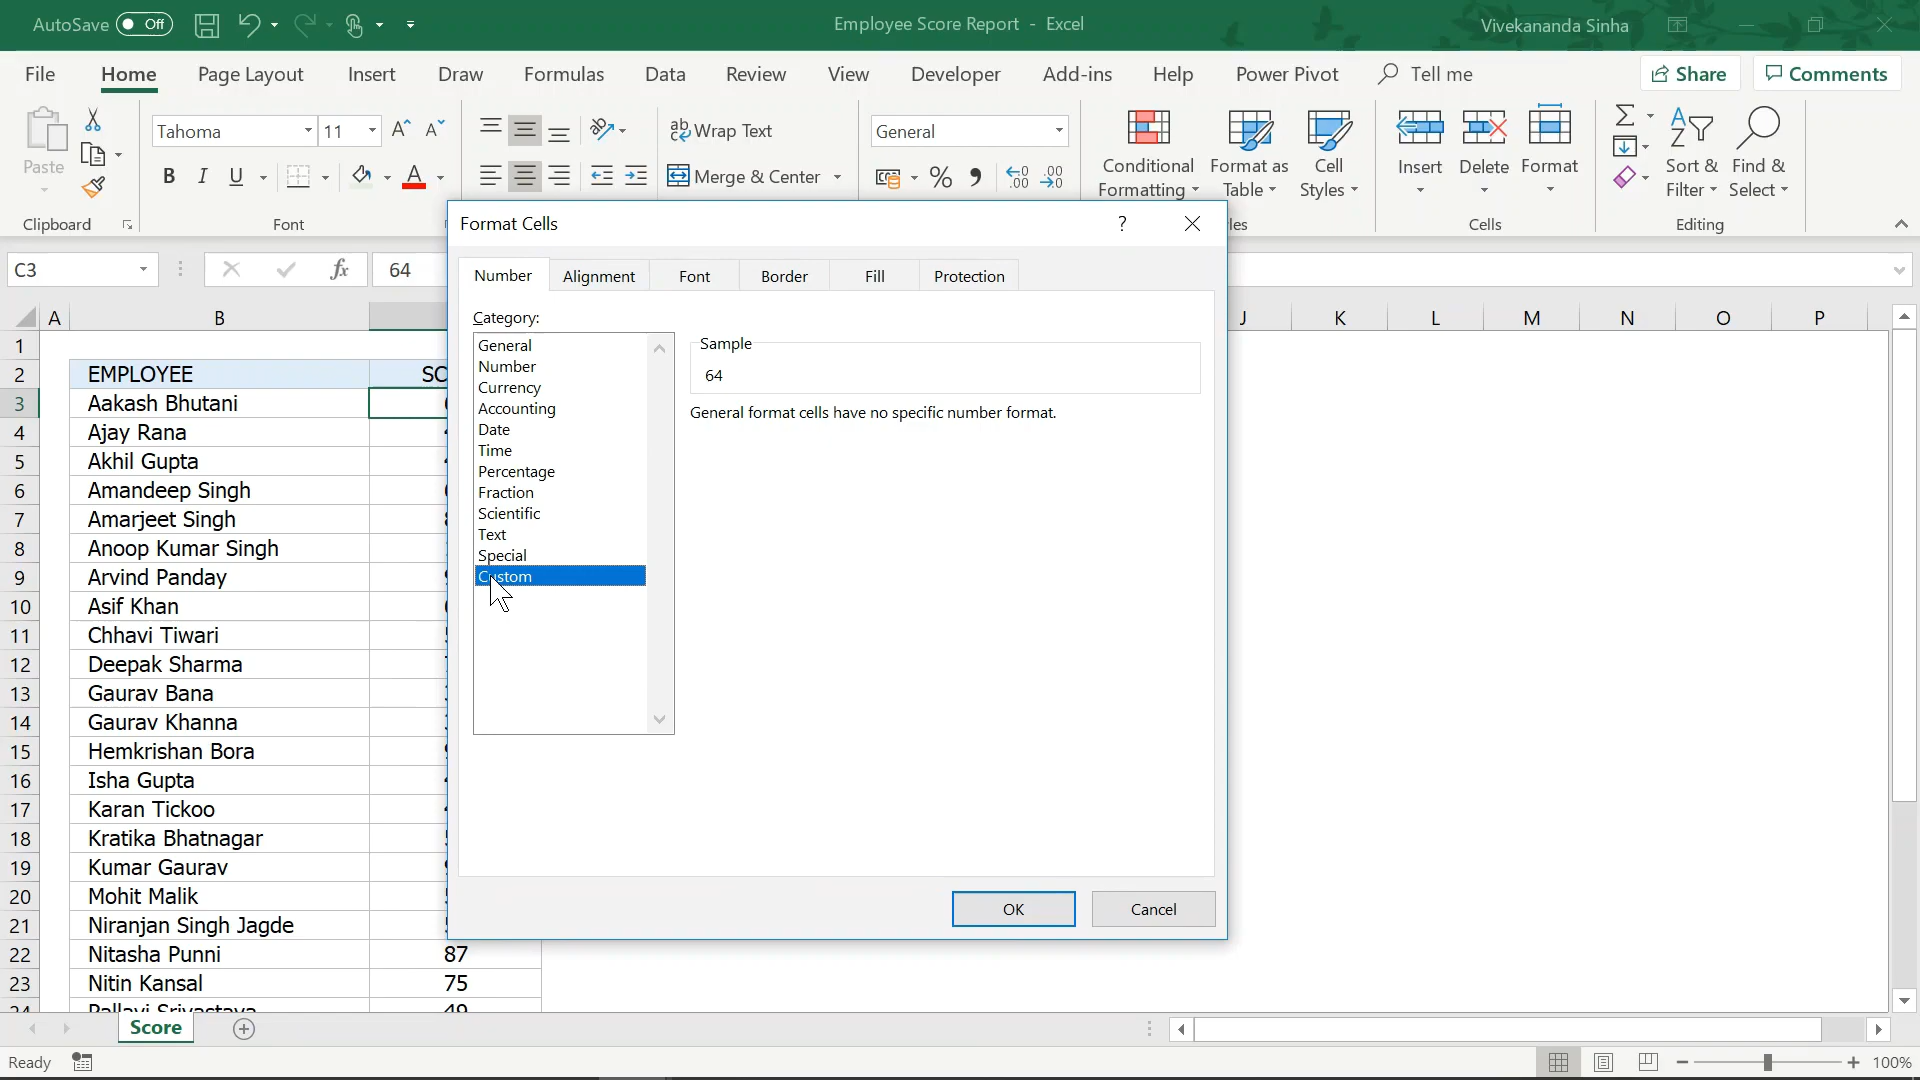 AutoSave Off
Employee Score Report - Excel
Vivekananda Sinha
File Home Page Layout Insert Draw Formulas Data Review View Developer Add-ins Help Power Pivot Tell me Share Comments
Paste
Clipboard
Tahoma 11
B I U A
Font
ab Wrap Text
Merge & Center
General
% , .00 .00
Conditional Formatting
Format as Table
Cell Styles
Insert Delete Format
Cells
Sort & Filter
Find & Select
Editing
C3 fx 64
Format Cells ?
Number Alignment Font Border Fill Protection
Category:
General
Number
Currency
Accounting
Date
Time
Percentage
Fraction
Scientific
Text
Special
Custom
Sample
64
General format cells have no specific number format.
OK Cancel
A B J K L M N O P
1
2 EMPLOYEE
3 Aakash Bhutani
4 Ajay Rana
5 Akhil Gupta
6 Amandeep Singh
7 Amarjeet Singh
8 Anoop Kumar Singh
9 Arvind Panday
10 Asif Khan
11 Chhavi Tiwari
12 Deepak Sharma
13 Gaurav Bana
14 Gaurav Khanna
15 Hemkrishan Bora
16 Isha Gupta
17 Karan Tickoo
18 Kratika Bhatnagar
19 Kumar Gaurav
20 Mohit Malik
21 Niranjan Singh Jagde
22 Nitasha Punni 87
23 Nitin Kansal 75
24 Pallavi Srivastava 49
Score
Ready
100%